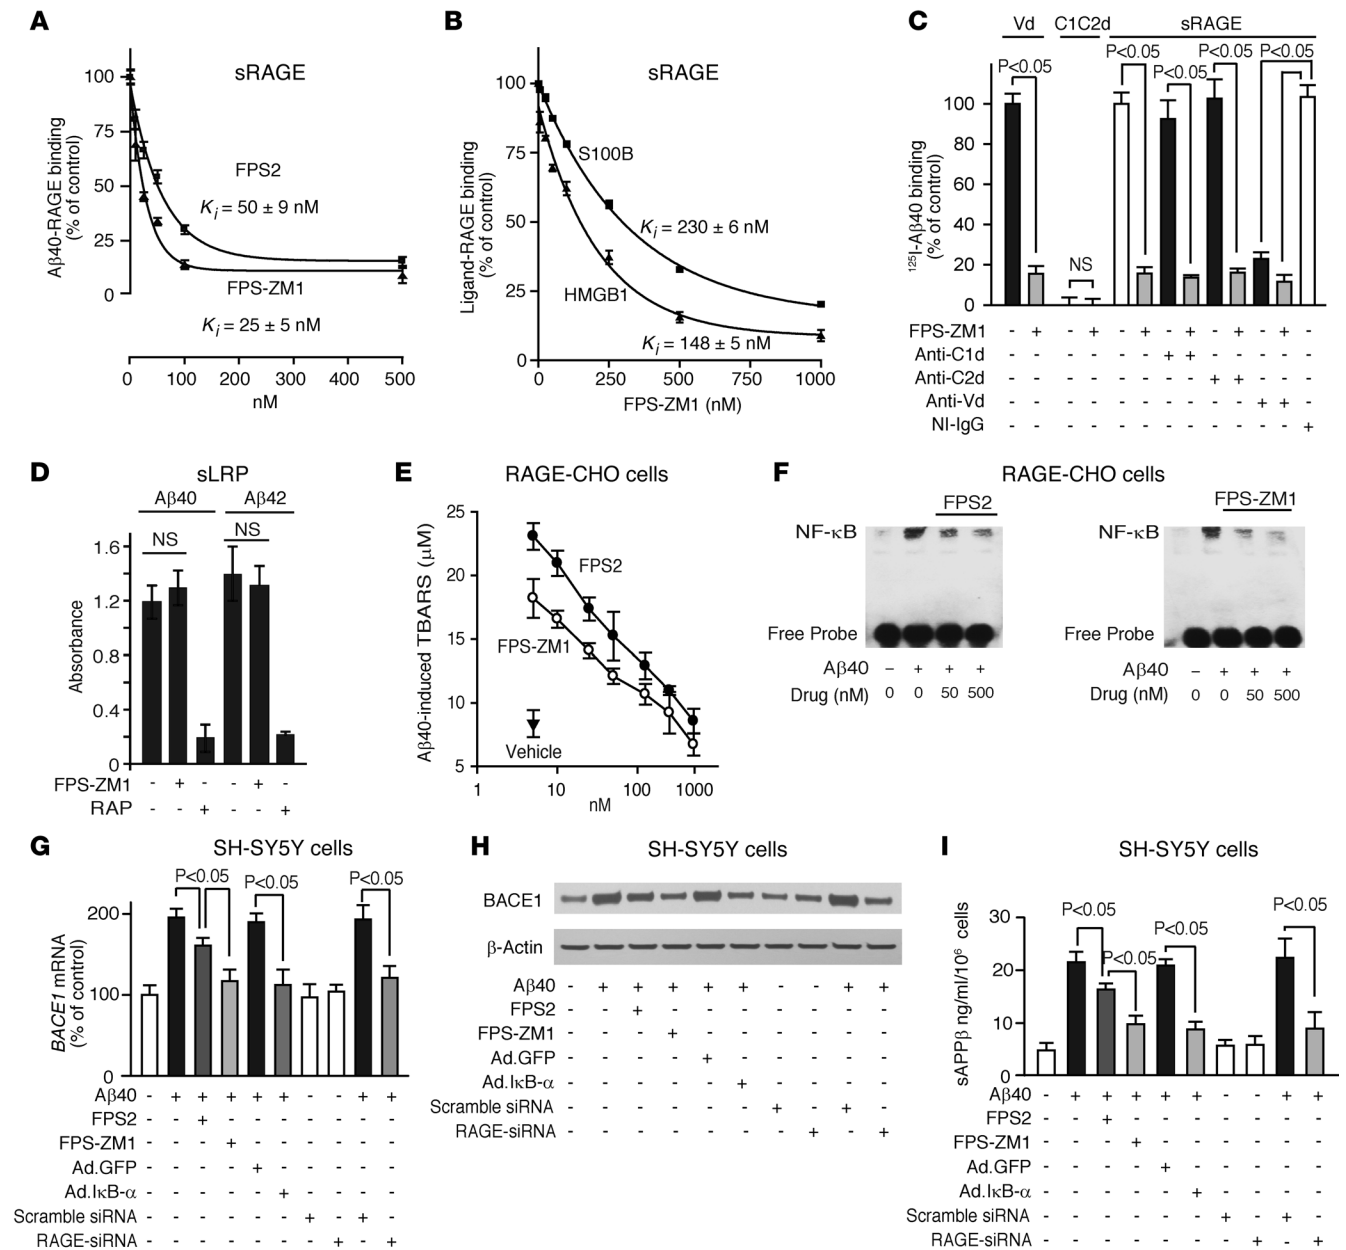 A
sRAGE
Aβ40-RAGE binding
(% of control)
100
75
50
25
0
FPS2
Ki = 50 ± 9 nM
FPS-ZM1
Ki = 25 ± 5 nM
0 100 200 300 400 500
nM
B
sRAGE
Ligand-RAGE binding
(% of control)
100
75
50
25
0
S100B
Ki = 230 ± 6 nM
HMGB1
Ki = 148 ± 5 nM
0 250 500 750 1000
FPS-ZM1 (nM)
C
Vd C1C2d sRAGE
P<0.05 P<0.05 P<0.05 P<0.05 P<0.05
NS
125I-Aβ40 binding
(% of control)
100
80
60
40
20
0
FPS-ZM1 - + - + - + - + - + - + -
Anti-C1d - - - - - - + + - - - - -
Anti-C2d - - - - - - - - + + - - -
Anti-Vd - - - - - - - - - - + + -
NI-IgG - - - - - - - - - - - - +
D
sLRP
Aβ40 Aβ42
NS NS
Absorbance
1.6
1.2
0.8
0.4
0
FPS-ZM1 - + - - + -
RAP - - + - - +
E
RAGE-CHO cells
Aβ40-induced TBARS (μM)
25
20
15
10
5
FPS2
FPS-ZM1
Vehicle
1 10 100 1000
nM
F
RAGE-CHO cells
FPS2
NF-κB
Free Probe
Aβ40 – + + +
Drug (nM) 0 0 50 500
FPS-ZM1
NF-κB
Free Probe
Aβ40 – + + +
Drug (nM) 0 0 50 500
G
SH-SY5Y cells
P<0.05 P<0.05 P<0.05
BACE1 mRNA
(% of control)
200
100
0
Aβ40 - + + + + + - - + +
FPS2 - - + - - - - - - -
FPS-ZM1 - - - + - - - - - -
Ad.GFP - - - - + - - - - -
Ad.IκB-α - - - - - + - - - -
Scramble siRNA - - - - - - + - + -
RAGE-siRNA - - - - - - - + - +
H
SH-SY5Y cells
BACE1
β-Actin
Aβ40 - + + + + + - - + +
FPS2 - - + - - - - - - -
FPS-ZM1 - - - + - - - - - -
Ad.GFP - - - - + - - - - -
Ad.IκB-α - - - - - + - - - -
Scramble siRNA - - - - - - + - + -
RAGE-siRNA - - - - - - - + - +
I
SH-SY5Y cells
P<0.05 P<0.05 P<0.05 P<0.05
sAPPβ ng/ml/10⁶ cells
30
20
10
0
Aβ40 - + + + + + - - + +
FPS2 - - + - - - - - - -
FPS-ZM1 - - - + - - - - - -
Ad.GFP - - - - + - - - - -
Ad.IκB-α - - - - - + - - - -
Scramble siRNA - - - - - - + - + -
RAGE-siRNA - - - - - - - + - +